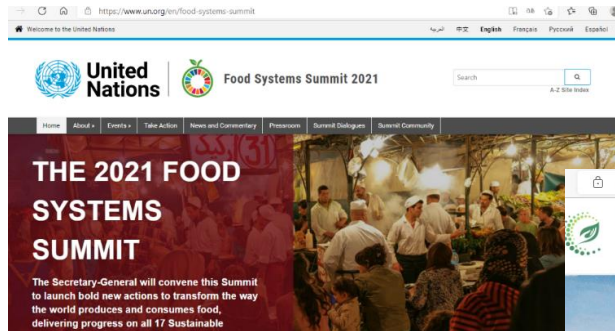 https://www.un.org/en/food-systems-summit
Welcome to the United Nations
العربية 中文 English Français Русский Español
United
Nations
Food Systems Summit 2021
Search
A-Z Site Index
Home About » Events » Take Action News and Commentary Pressroom Summit Dialogues Summit Community
THE 2021 FOOD
SYSTEMS
SUMMIT
The Secretary-General will convene this Summit
to launch bold new actions to transform the way
the world produces and consumes food,
delivering progress on all 17 Sustainable